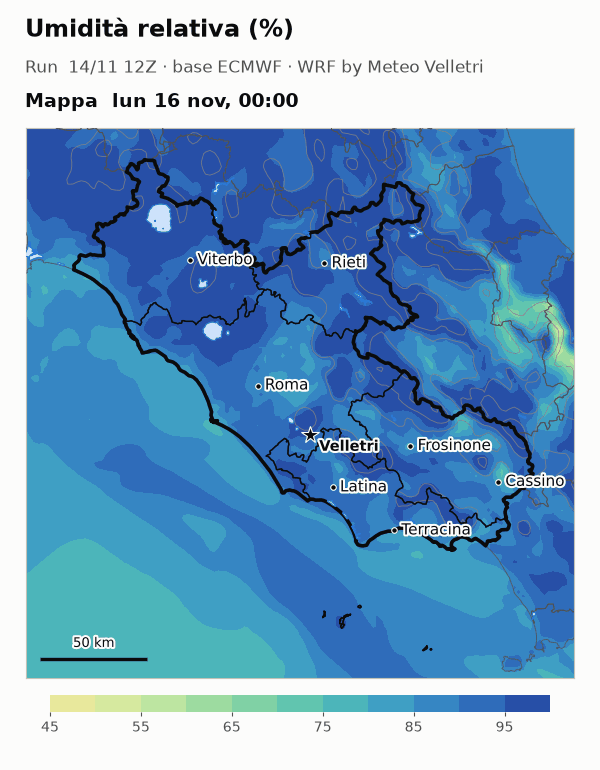 Umidità relativa (%)
Run 14/11 12Z · base ECMWF · WRF by Meteo Velletri
Mappa lun 16 nov, 00:00
Viterbo
Rieti
Roma
Velletri
Frosinone
Cassino
Latina
Terracina
50 km
45 55 65 75 85 95